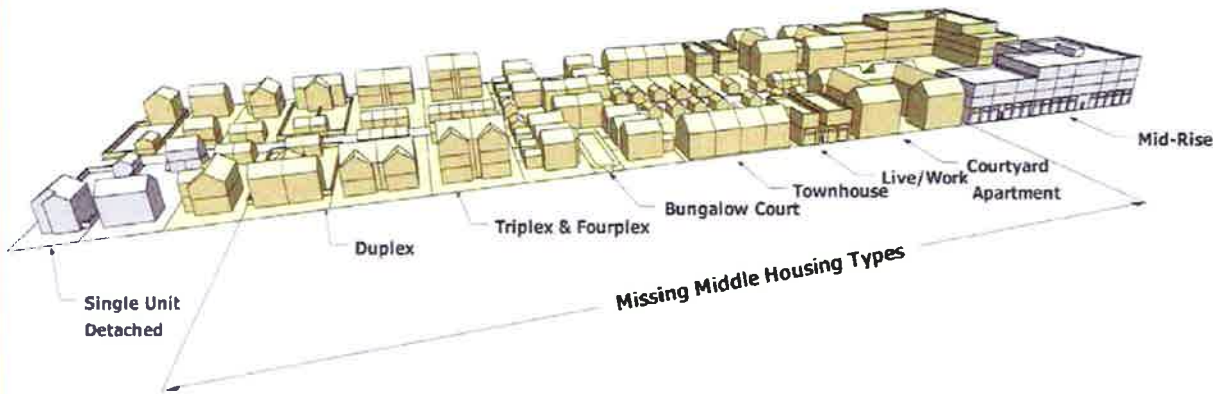 Single Unit
Detached
Duplex
Triplex & Fourplex
Bungalow Court
Townhouse
Live/Work
Courtyard
Apartment
Mid-Rise
Missing Middle Housing Types